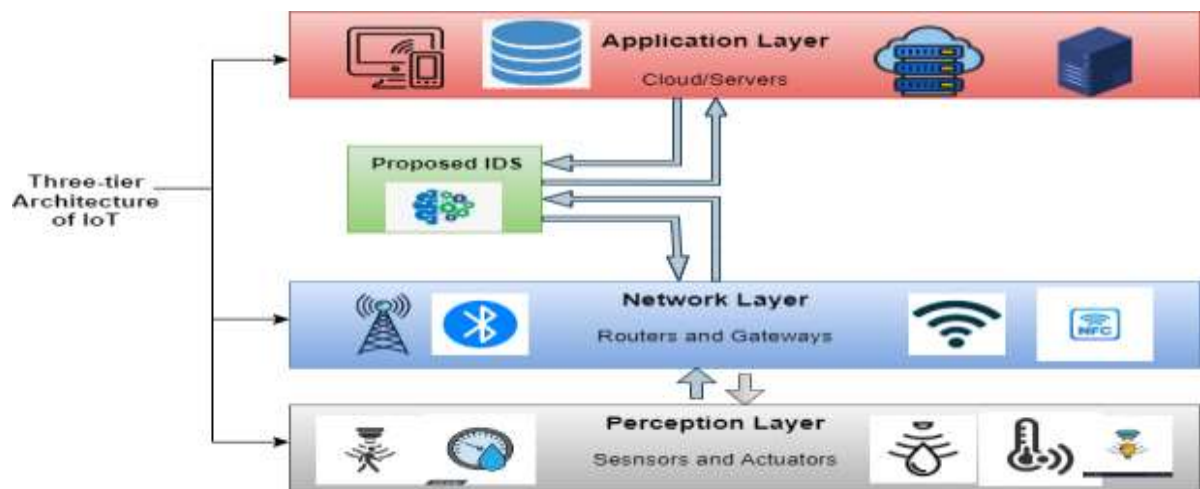 Application Layer
Cloud/Servers
Proposed IDS
Three-tier
Architecture
of IoT
Network Layer
Routers and Gateways
NFC
Perception Layer
Sesnsors and Actuators